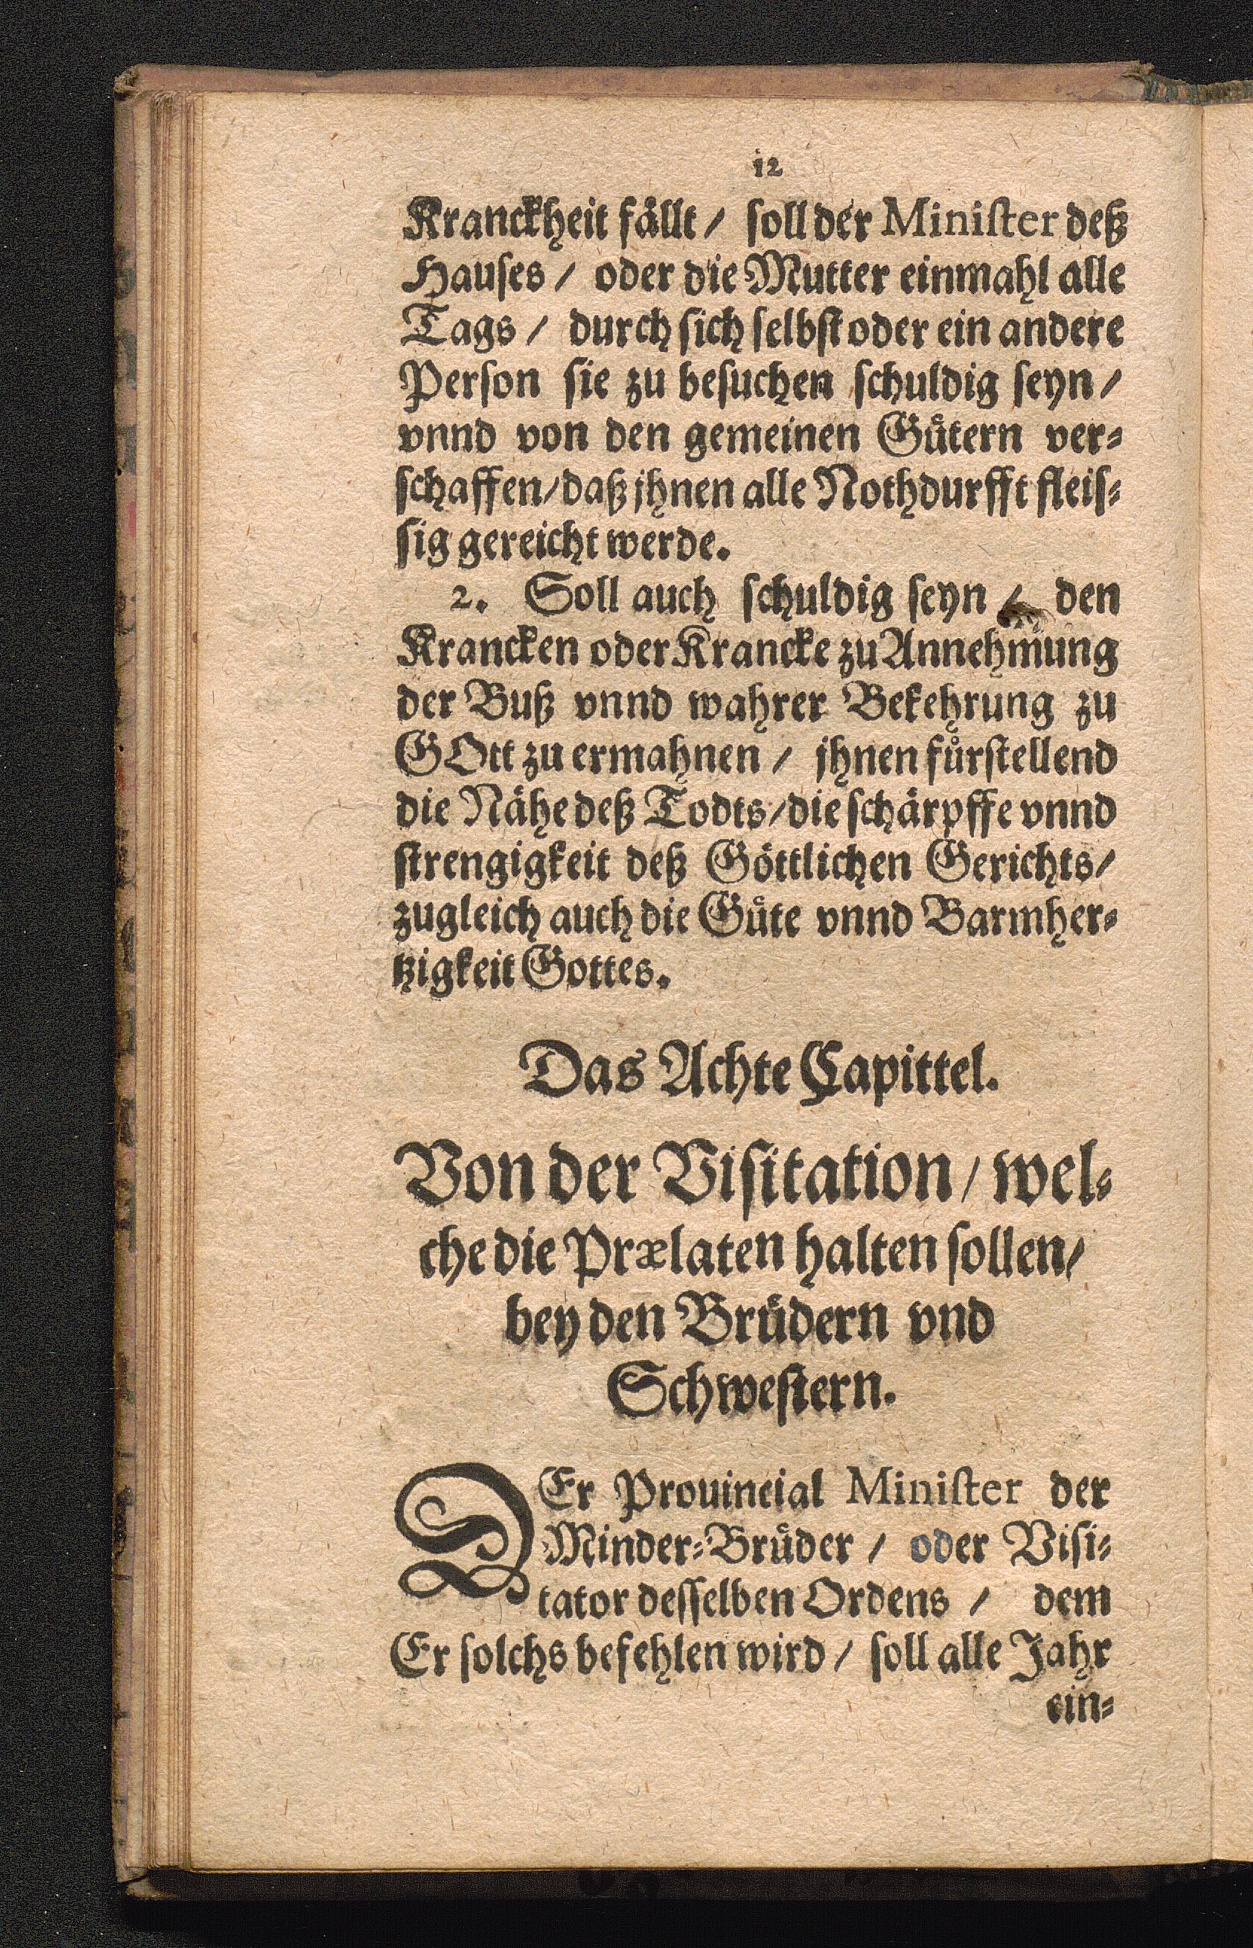 12
Kranckheit fällt / soll der Miniſter deß
Hauſes / oder die Mutter einmahl alle
Tags / durch ſich ſelbſt oder ein andere
Perſon ſie zu beſuchen ſchuldig ſeyn /
vnnd von den gemeinen Gütern ver⸗
ſchaffen / daß jhnen alle Nothdurfft fleiſ⸗
ſig gereicht werde.
2. Soll auch ſchuldig ſeyn / den
Krancken oder Krancke zu Annehmung
der Buß vnnd wahrer Bekehrung zu
GOtt zu ermahnen / jhnen fůrſtellend
die Nähe deß Todts / die ſchärpffe vnnd
ſtrengigkeit deß Göttlichen Gerichts /
zugleich auch die Güte vnnd Barmher⸗
tzigkeit Gottes.
Das Achte Capittel.
Von der Viſitation / wel⸗
che die Prælaten halten ſollen /
bey den Brüdern vnd
Schweſtern.
DEr Prouincial Miniſter der
Minder⸗Brüder / oder Viſi⸗
tator deſſelben Ordens / dem
Er ſolchs befehlen wird / ſoll alle Jahr
ein⸗